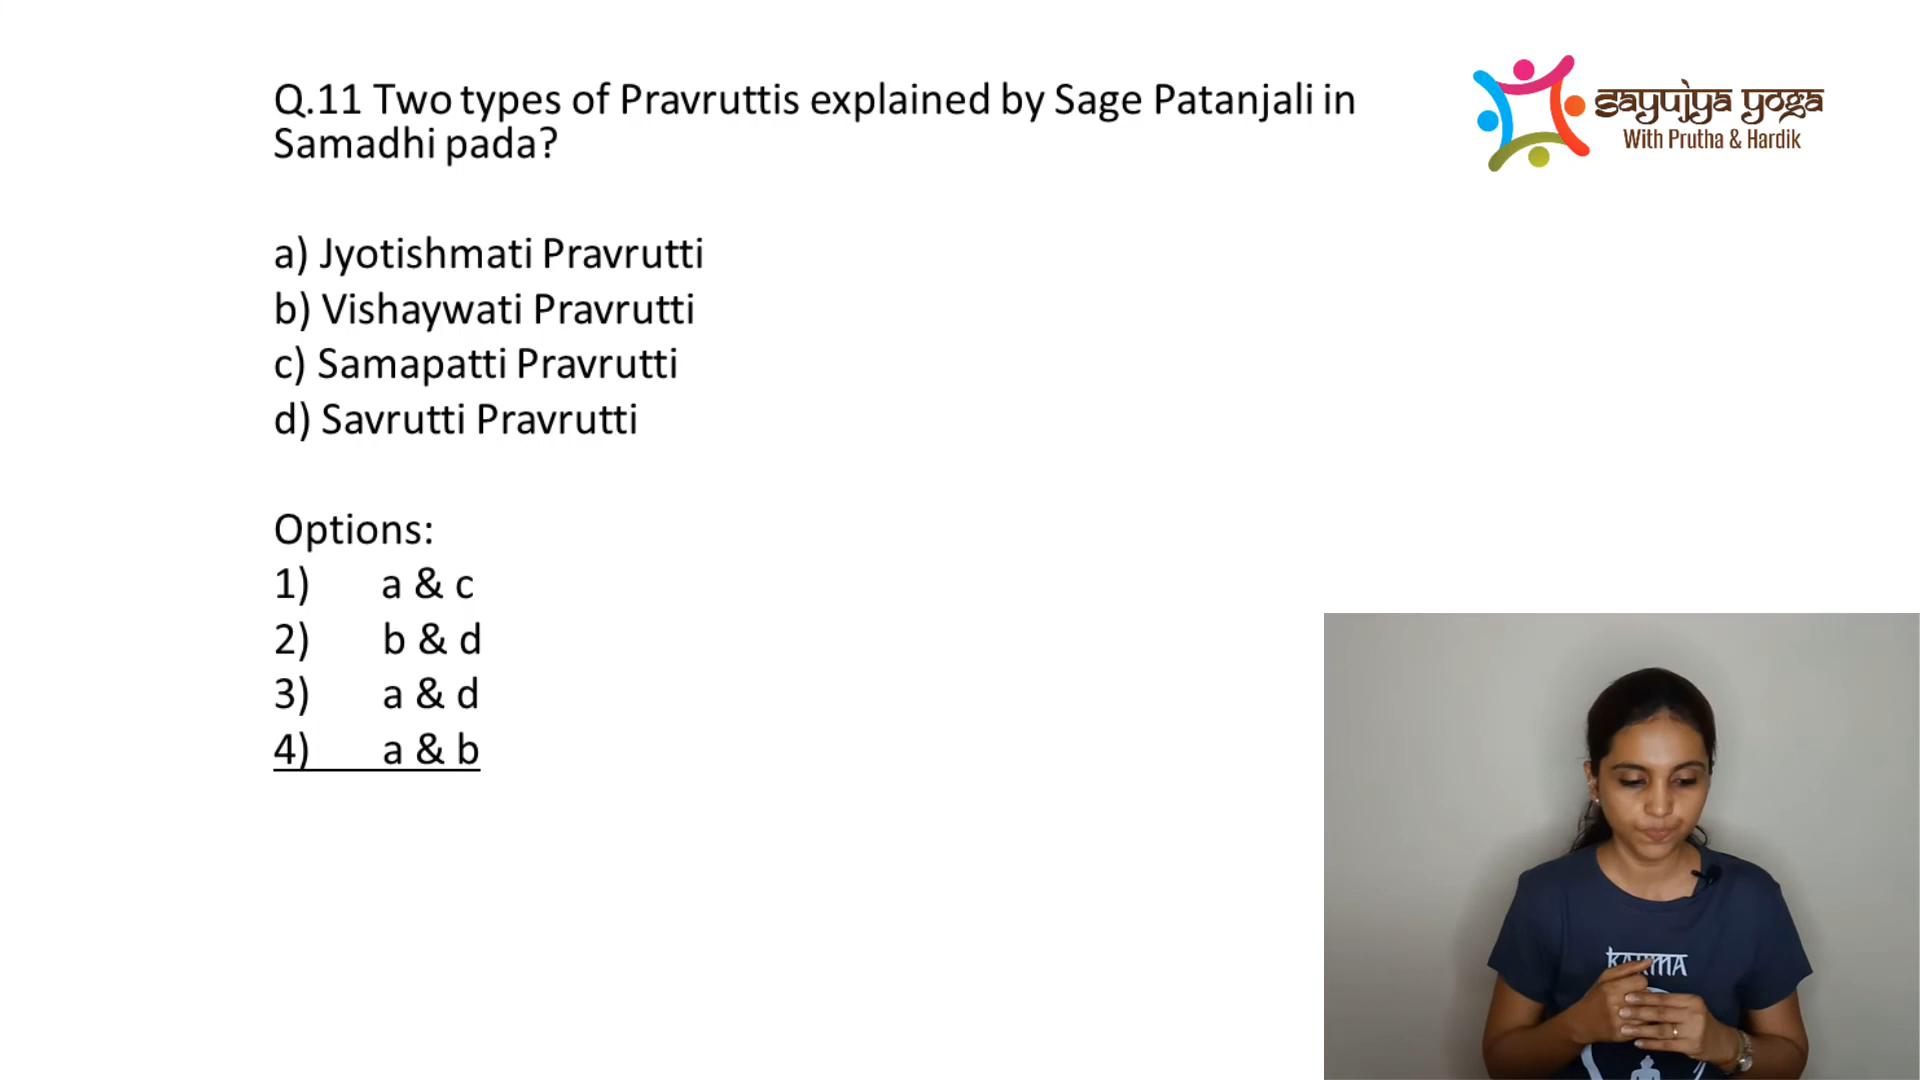 Q.11 Two types of Pravruttis explained by Sage Patanjali in
Samadhi pada?
sayujya yoga
With Prutha & Hardik
a) Jyotishmati Pravrutti
b) Vishaywati Pravrutti
c) Samapatti Pravrutti
d) Savrutti Pravrutti
Options:
1) a & c
2) b & d
3) a & d
4) a & b
KARMA